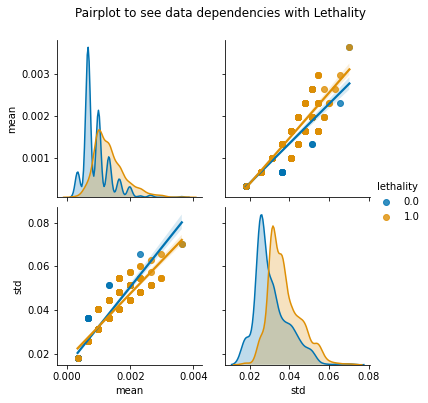 Pairplot to see data dependencies with Lethality
0.003
0.002
0.001
mean
lethality
0.0
1.0
0.08
0.06
0.04
0.02
std
0.000 0.002 0.004
0.02 0.04 0.06 0.08
mean
std